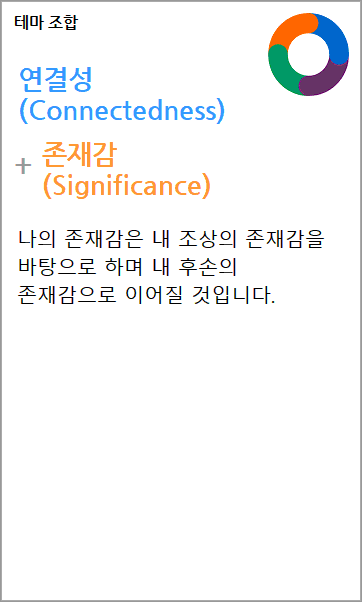 테마 조합
연결성
(Connectedness)
+ 존재감
(Significance)
나의 존재감은 내 조상의 존재감을
바탕으로 하며 내 후손의
존재감으로 이어질 것입니다.